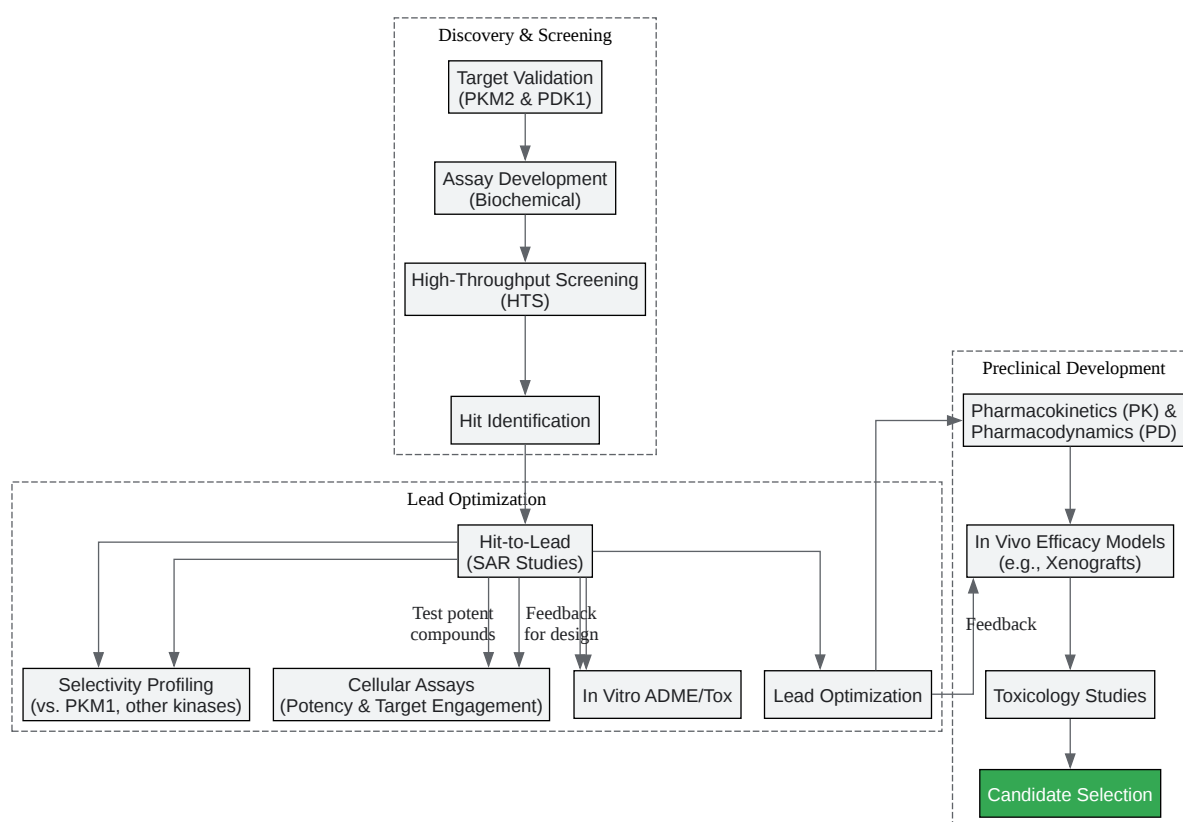 Discovery & Screening
Target Validation
(PKM2 & PDK1)
Assay Development
(Biochemical)
High-Throughput Screening
(HTS)
Hit Identification
Lead Optimization
Hit-to-Lead
(SAR Studies)
Test potent
compounds
Feedback
for design
Selectivity Profiling
(vs. PKM1, other kinases)
Cellular Assays
(Potency & Target Engagement)
In Vitro ADME/Tox
Lead Optimization
Preclinical Development
Pharmacokinetics (PK) &
Pharmacodynamics (PD)
In Vivo Efficacy Models
(e.g., Xenografts)
Feedback
Toxicology Studies
Candidate Selection